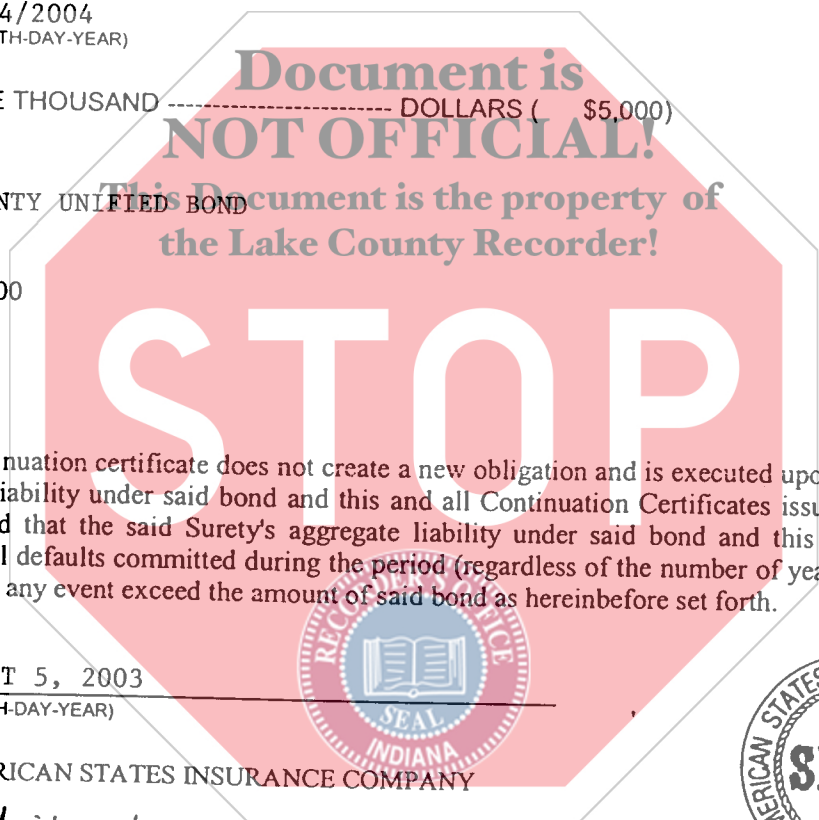 4/2004
TH-DAY-YEAR)
Document is
E THOUSAND ------------------------ DOLLARS ( $5,000)
NOT OFFICIAL!
NTY UNIFIED BOND
This Document is the property of
the Lake County Recorder!
00
STOP
nuation certificate does not create a new obligation and is executed upo
iability under said bond and this and all Continuation Certificates issu
d that the said Surety's aggregate liability under said bond and this
l defaults committed during the period (regardless of the number of yea
any event exceed the amount of said bond as hereinbefore set forth.
RECORDER'S OFFICE
SEAL
INDIANA
T 5, 2003
H-DAY-YEAR)
RICAN STATES INSURANCE COMPANY
MERICAN STATES